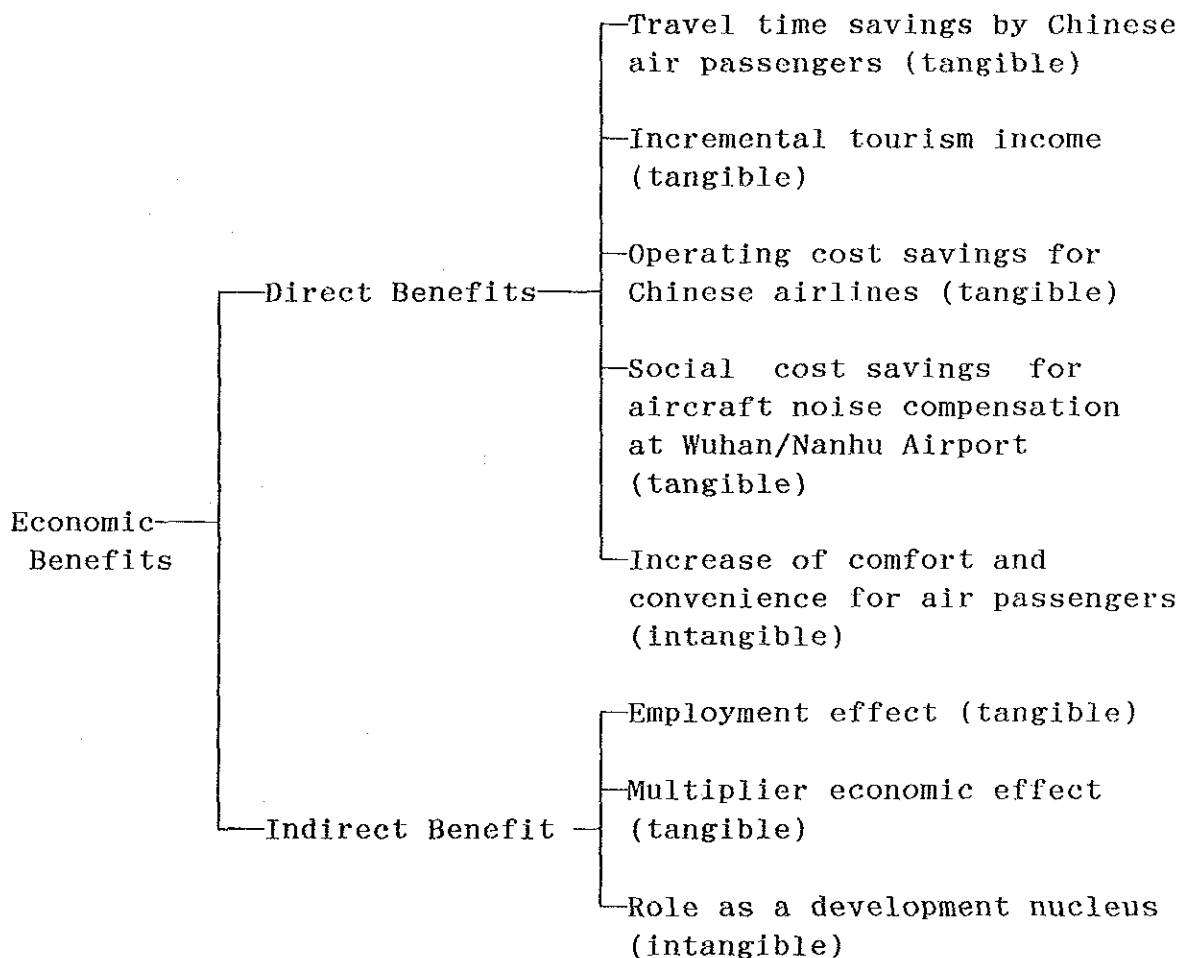 Travel time savings by Chinese
air passengers (tangible)
Incremental tourism income
(tangible)
Operating cost savings for
Chinese airlines (tangible)
Direct Benefits
Social cost savings for
aircraft noise compensation
at Wuhan/Nanhu Airport
(tangible)
Economic
Benefits
Increase of comfort and
convenience for air passengers
(intangible)
Employment effect (tangible)
Multiplier economic effect
(tangible)
Indirect Benefit
Role as a development nucleus
(intangible)